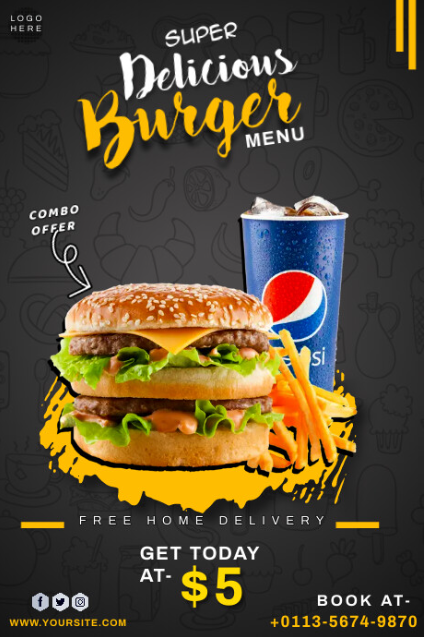 LOGO
HERE
SUPER
Delicious
Burger
MENU
COMBO
OFFER
psi
FREE HOME DELIVERY
GET TODAY
AT- $5
BOOK AT-
WWW.YOURSITE.COM
+0113-5674-9870